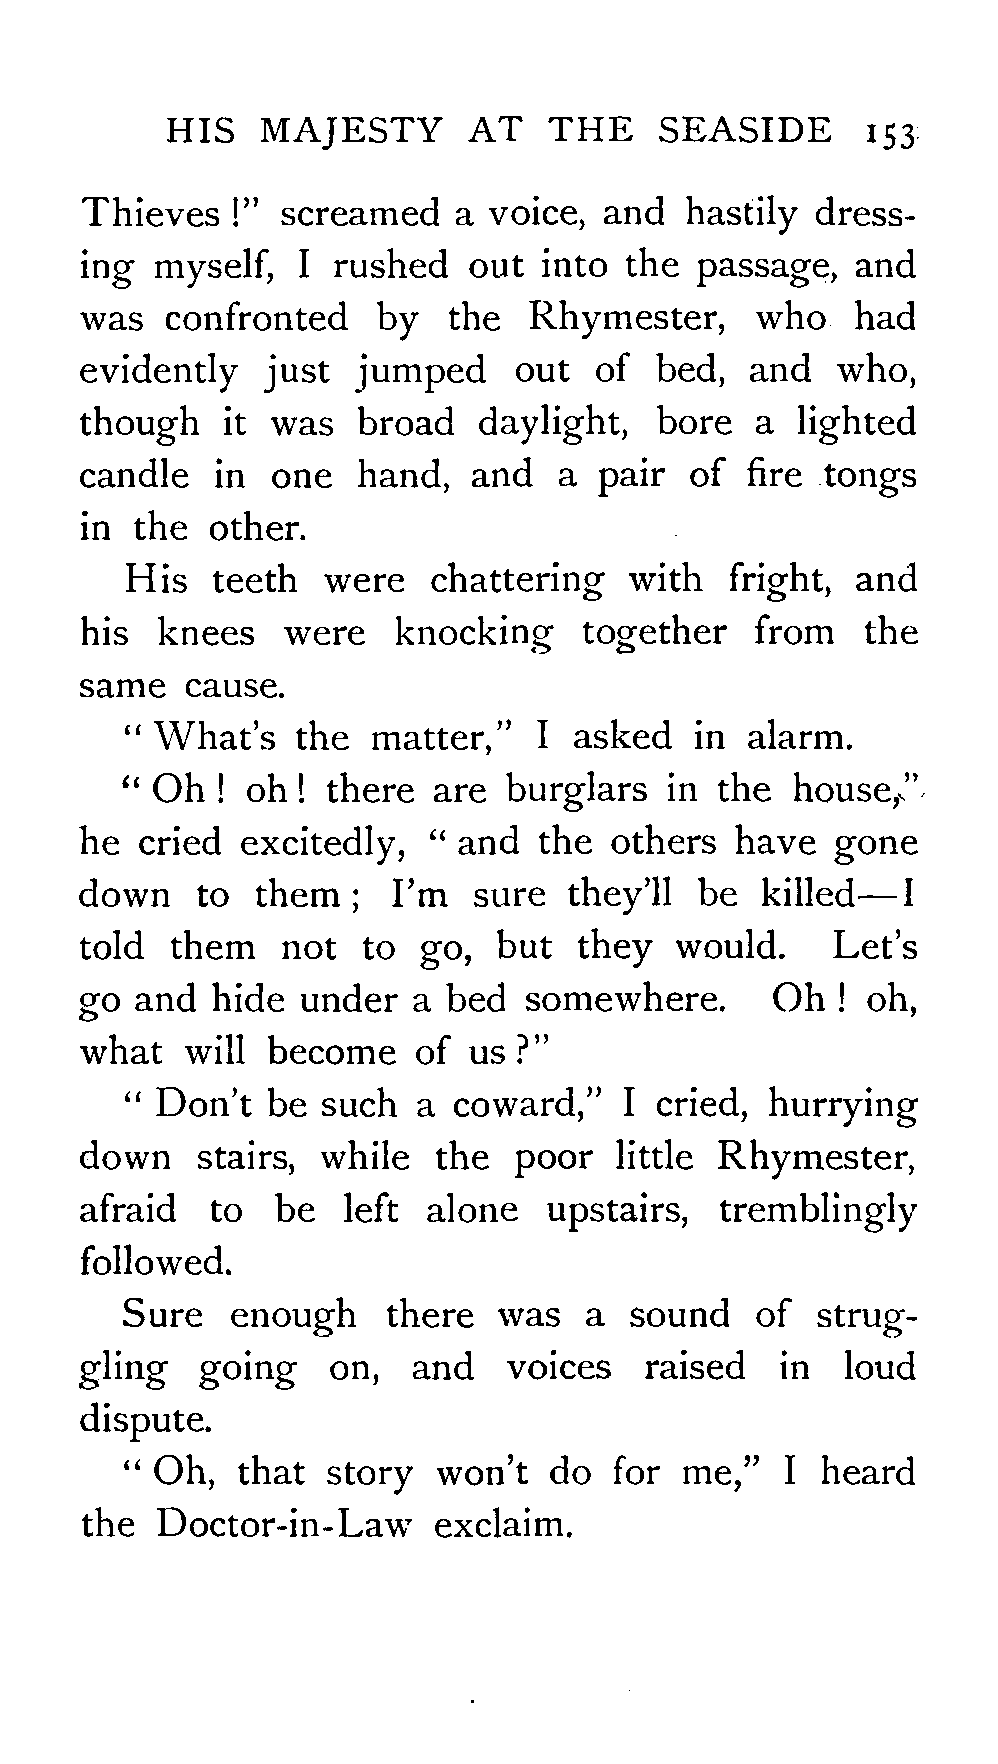 HIS MAJESTY AT THE SEASIDE 153
Thieves!" screamed a voice, and hastily dress-
ing myself, I rushed out into the passage, and
was confronted by the Rhymester, who had
evidently just jumped out of bed, and who,
though it was broad daylight, bore a lighted
candle in one hand, and a pair of fire tongs
in the other.
His teeth were chattering with fright, and
his knees were knocking together from the
same cause.
"What's the matter," I asked in alarm.
"Oh! oh! there are burglars in the house,"
he cried excitedly, "and the others have gone
down to them; I'm sure they'll be killed—I
told them not to go, but they would. Let's
go and hide under a bed somewhere. Oh! oh,
what will become of us?"
"Don't be such a coward," I cried, hurrying
down stairs, while the poor little Rhymester,
afraid to be left alone upstairs, tremblingly
followed.
Sure enough there was a sound of strug-
gling going on, and voices raised in loud
dispute.
"Oh, that story won't do for me," I heard
the Doctor-in-Law exclaim.